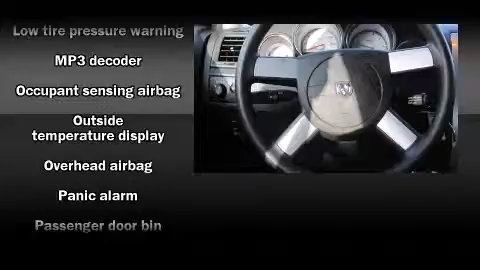 Low tire pressure warning
MP3 decoder
Occupant sensing airbag
Outside
temperature display
Overhead airbag
Panic alarm
Passenger door bin